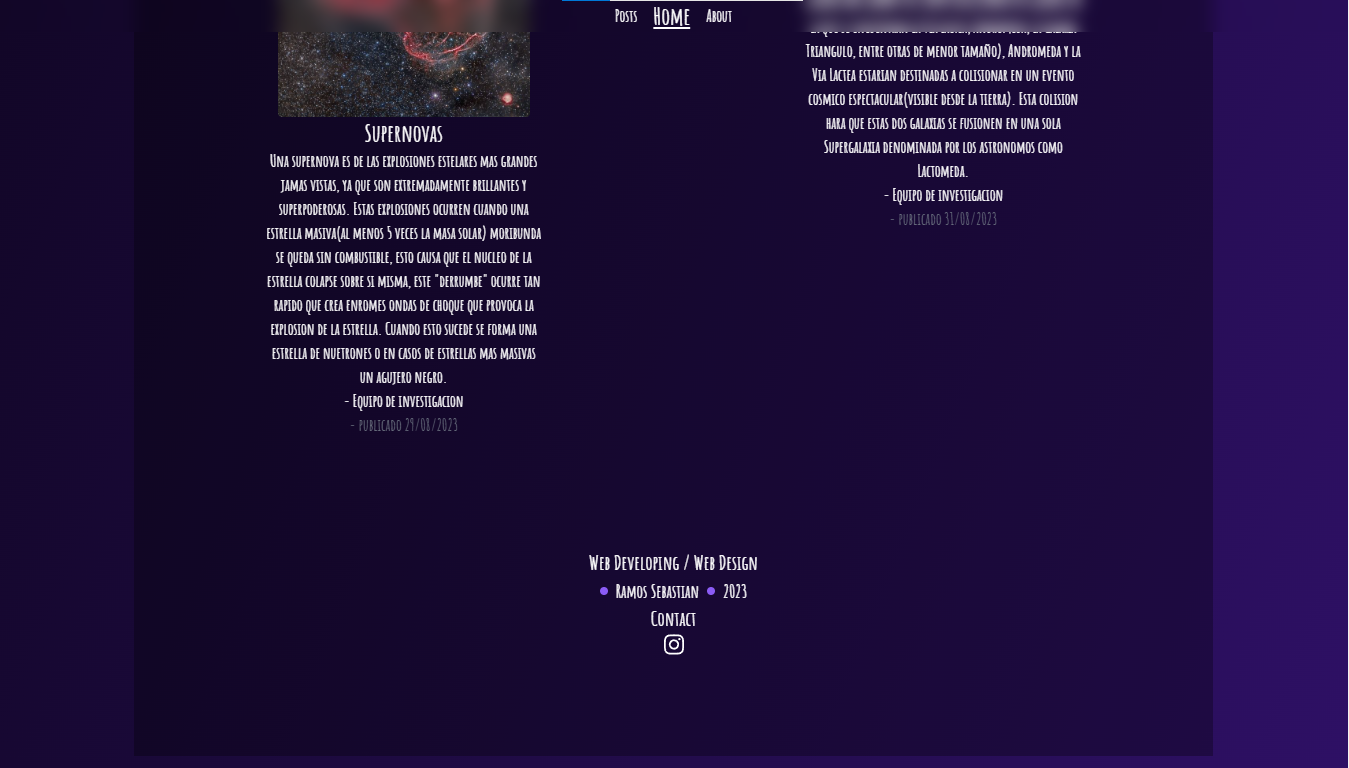 Posts Home About
Supernovas
Una supernova es de las explosiones estelares mas grandes
jamas vistas, ya que son extremadamente brillantes y
superpoderosas. Estas explosiones ocurren cuando una
estrella masiva(al menos 5 veces la masa solar) moribunda
se queda sin combustible, esto causa que el nucleo de la
estrella colapse sobre si misma, este "derrumbe" ocurre tan
rapido que crea enromes ondas de choque que provoca la
explosion de la estrella. Cuando esto sucede se forma una
estrella de nuetrones o en casos de estrellas mas masivas
un agujero negro.
- Equipo de investigacion
- publicado 29/08/2023
Triangulo, entre otras de menor tamaño), Andromeda y la
Via Lactea estarian destinadas a colisionar en un evento
cosmico espectacular(visible desde la tierra). Esta colision
hara que estas dos galaxias se fusionen en una sola
Supergalaxia denominada por los astronomos como
Lactomeda.
- Equipo de investigacion
- publicado 31/08/2023
Web Developing / Web Design
Ramos Sebastian 2023
Contact